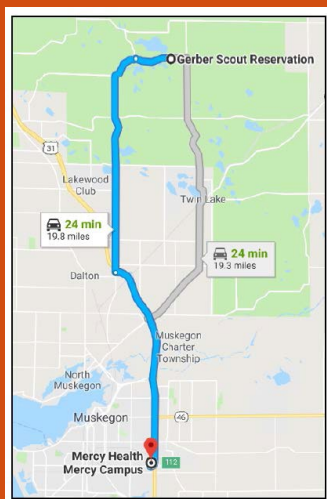 Gerber Scout Reservation
31
Lakewood
Club
Twin Lake
24 min
19.8 miles
24 min
19.3 miles
Dalton
Muskegon
Charter
Township
North
Muskegon
Muskegon
46
Mercy Health
Mercy Campus
112